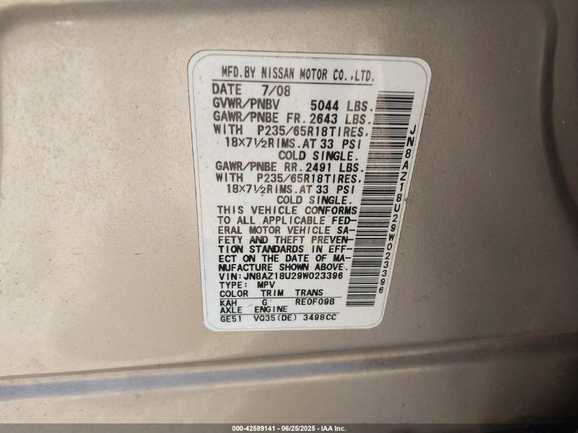 MFD.BY NISSAN MOTOR CO.,LTD.
DATE 7/08
GVWR/PNBV 5044 LBS.
GAWR/PNBE FR. 2643 LBS.
WITH P235/65R18TIRES.
18X7½RIMS.AT 33 PSI
COLD SINGLE.
GAWR/PNBE RR. 2491 LBS.
WITH P235/65R18TIRES.
18X7½RIMS.AT 33 PSI
COLD SINGLE.
THIS VEHICLE CONFORMS
TO ALL APPLICABLE FED-
ERAL MOTOR VEHICLE SA-
FETY AND THEFT PREVEN-
TION STANDARDS IN EFF-
ECT ON THE DATE OF MA-
NUFACTURE SHOWN ABOVE.
VIN:JN8AZ18U29W023396
TYPE: MPV
COLOR TRIM TRANS
KAH G RE0F09B
AXLE ENGINE
GE51 VQ35(DE) 3498CC
JN8AZ18U29W023396
000-42589141 - 06/25/2025 - IAA Inc.